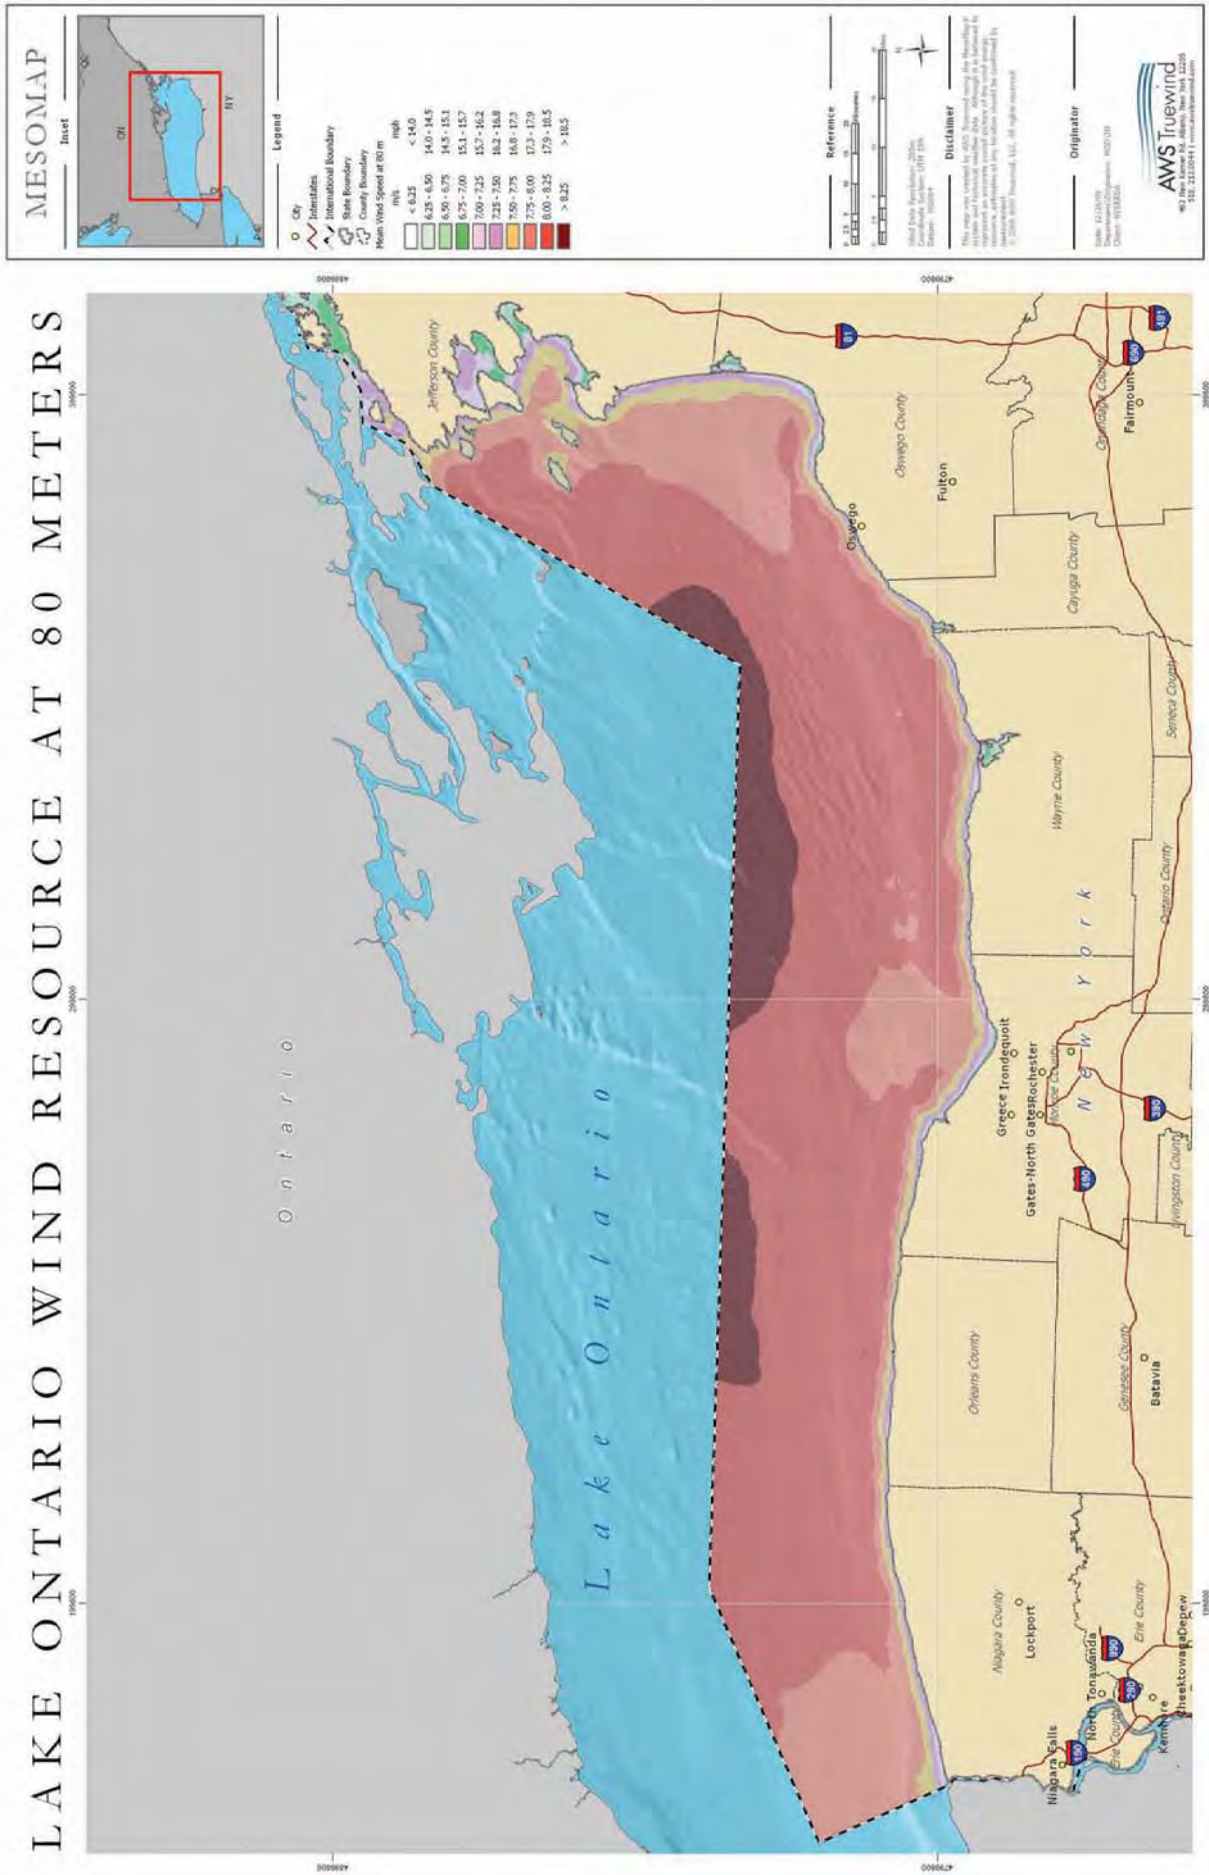 LAKE ONTARIO WIND RESOURCE AT 80 METERS
MESOMAP
Inset
ON
NY
Legend
City
Interstates
International Boundary
State Boundary
County Boundary
Mean Wind Speed at 80 m
m/s mph
< 6.25 < 14.0
6.25 - 6.50 14.0 - 14.5
6.50 - 6.75 14.5 - 15.1
6.75 - 7.00 15.1 - 15.7
7.00 - 7.25 15.7 - 16.2
7.25 - 7.50 16.2 - 16.8
7.50 - 7.75 16.8 - 17.3
7.75 - 8.00 17.3 - 17.9
8.00 - 8.25 17.9 - 18.5
> 8.25 > 18.5
Reference
N
Disclaimer
Originator
AWS Truewind
Ontario
Lake Ontario
New York
Jefferson County
Oswego County
Oswego
Fulton
Onondaga County
Fairmount
81
690
481
Cayuga County
Seneca County
Wayne County
Ontario County
Monroe County
Greece
Irondequoit
Gates-North Gates
Rochester
490
390
Livingston County
Orleans County
Genesee County
Batavia
Niagara County
Lockport
Niagara Falls
North Tonawanda
Erie County
Erie County
Kenmore
Cheektowaga
Depew
190
290
990